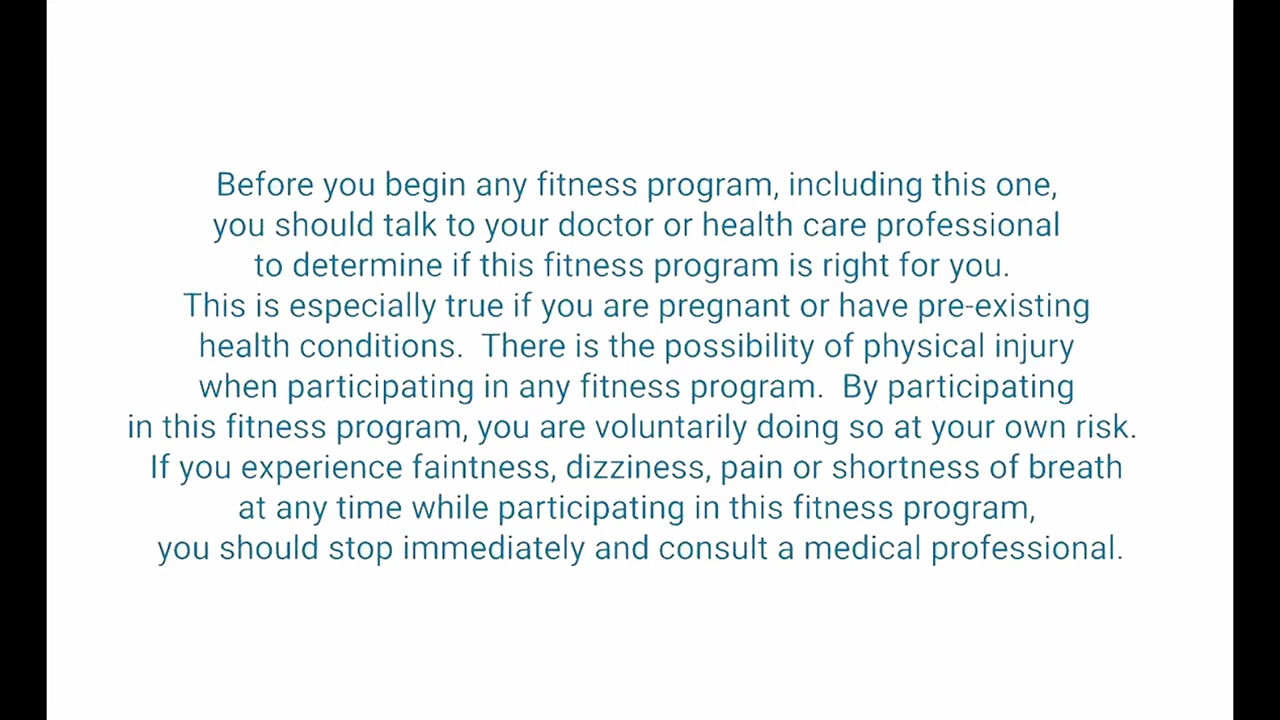 Before you begin any fitness program, including this one,
you should talk to your doctor or health care professional
to determine if this fitness program is right for you.
This is especially true if you are pregnant or have pre-existing
health conditions.  There is the possibility of physical injury
when participating in any fitness program.  By participating
in this fitness program, you are voluntarily doing so at your own risk.
If you experience faintness, dizziness, pain or shortness of breath
at any time while participating in this fitness program,
you should stop immediately and consult a medical professional.